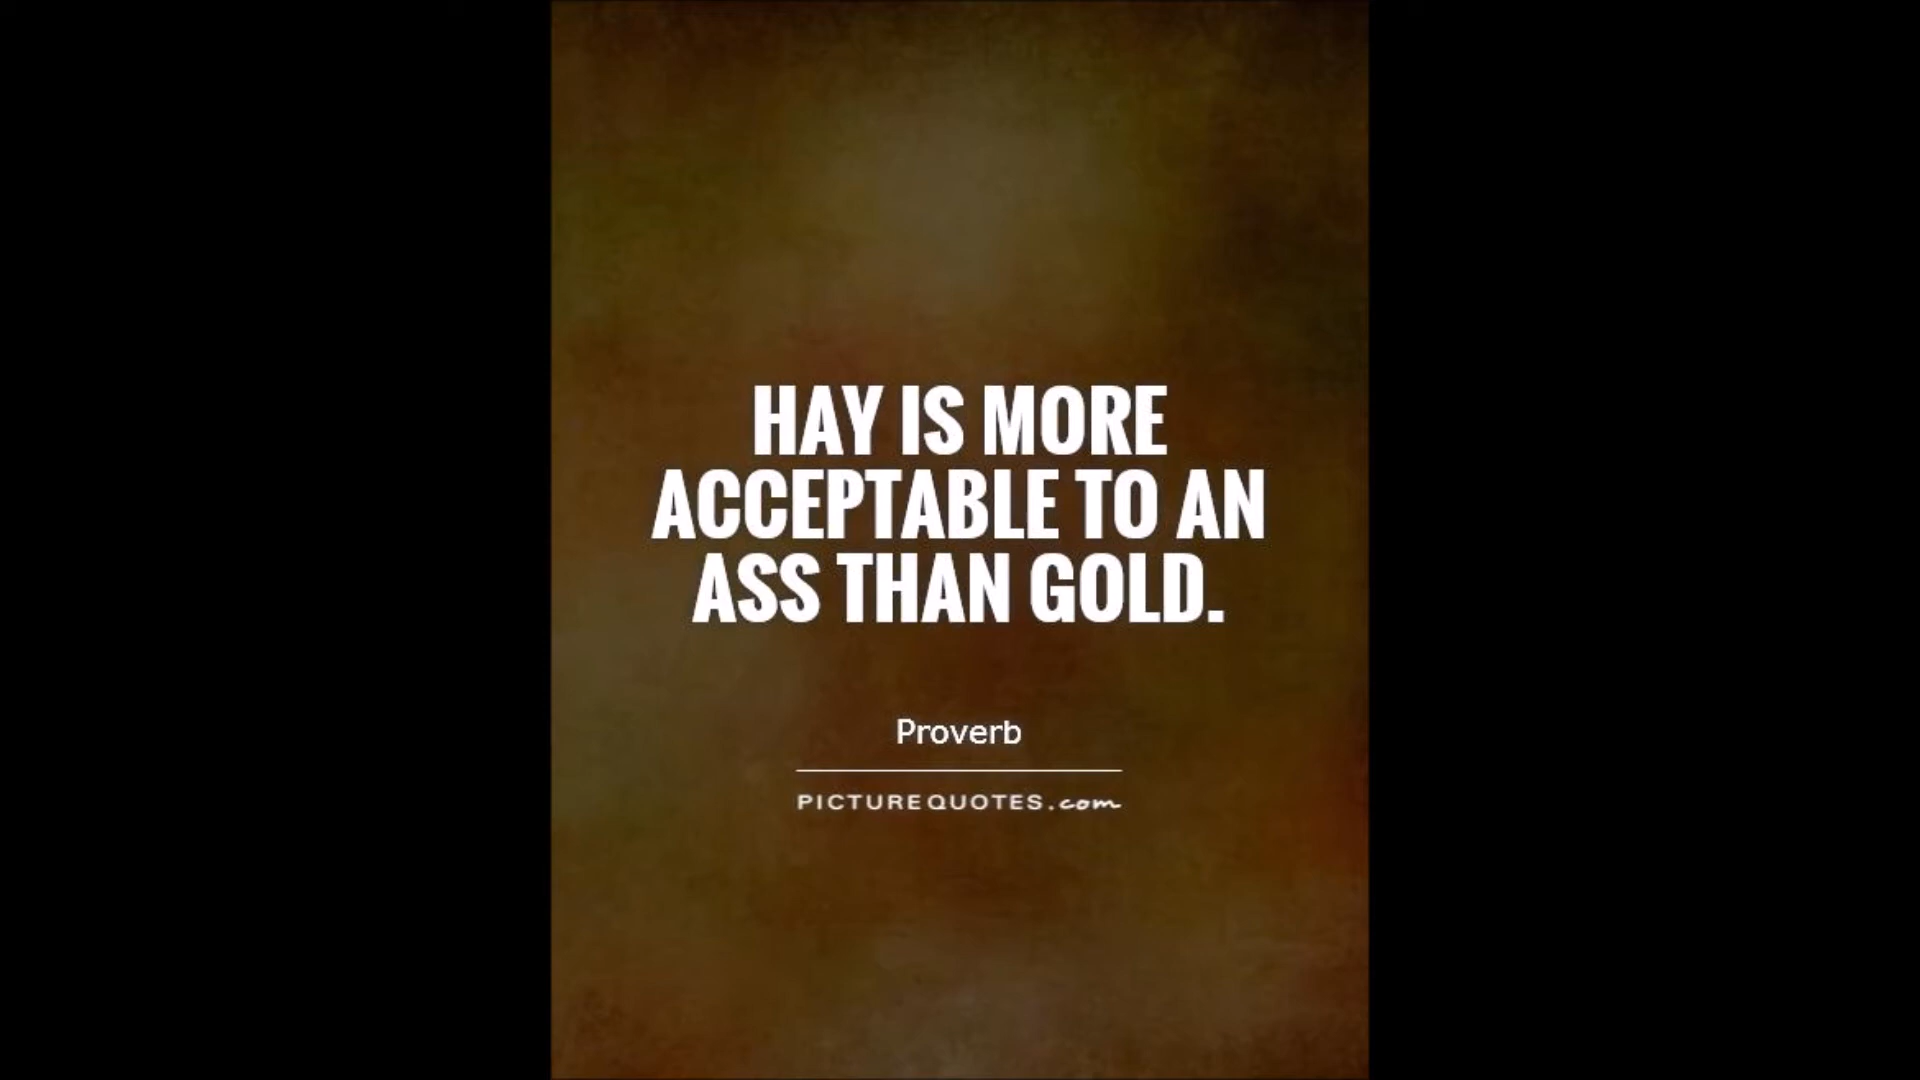 HAY IS MORE
ACCEPTABLE TO AN
ASS THAN GOLD.
Proverb
PICTUREQUOTES.com